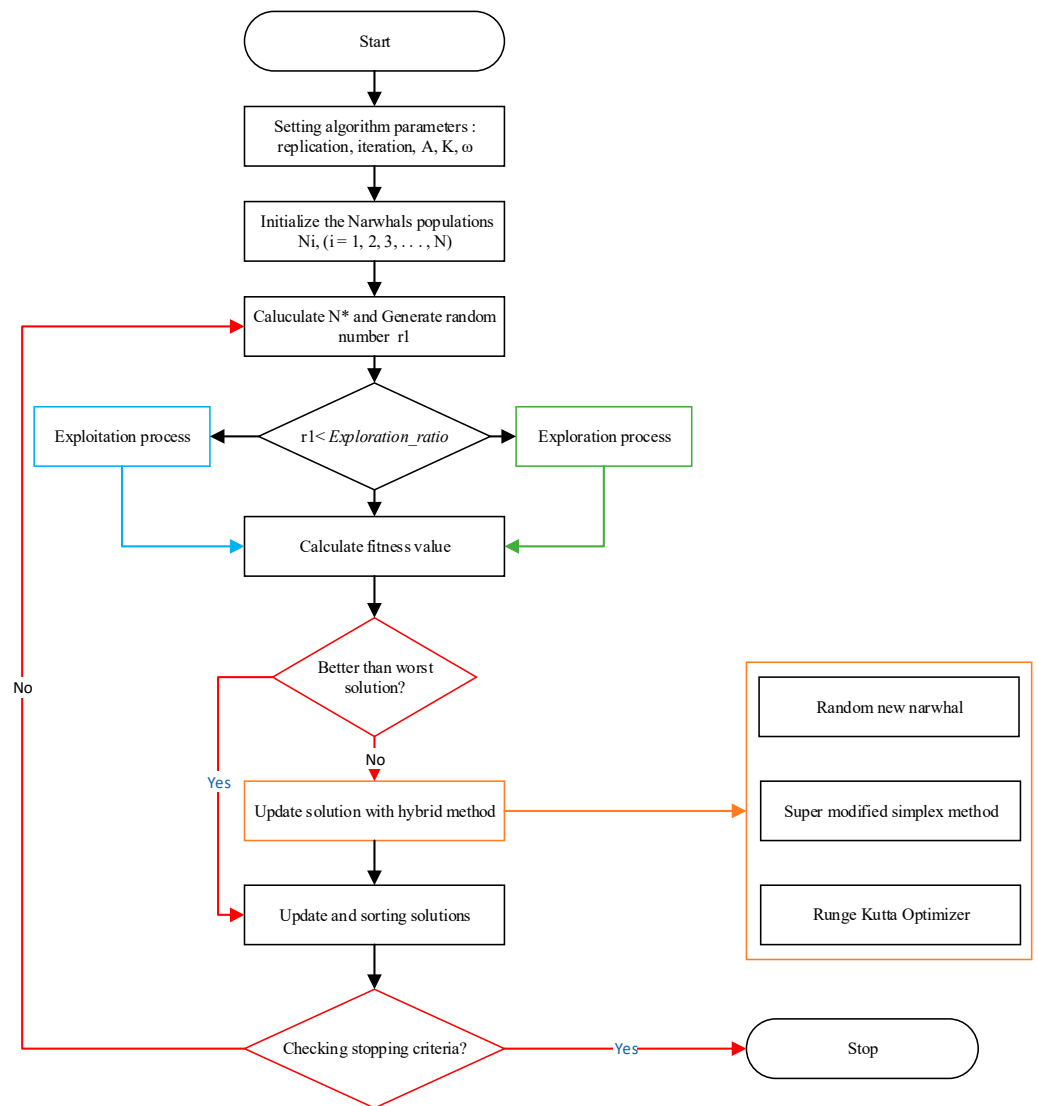 Start
Setting algorithm parameters :
replication, iteration, A, K, ω
Initialize the Narwhals populations
Ni, (i = 1, 2, 3, . . . , N)
Caluculate N* and Generate random
number r1
Exploitation process
r1< Exploration_ratio
Exploration process
Calculate fitness value
Better than worst
solution?
No
No
Yes
Random new narwhal
Update solution with hybrid method
Super modified simplex method
Update and sorting solutions
Runge Kutta Optimizer
Checking stopping criteria?
Yes
Stop